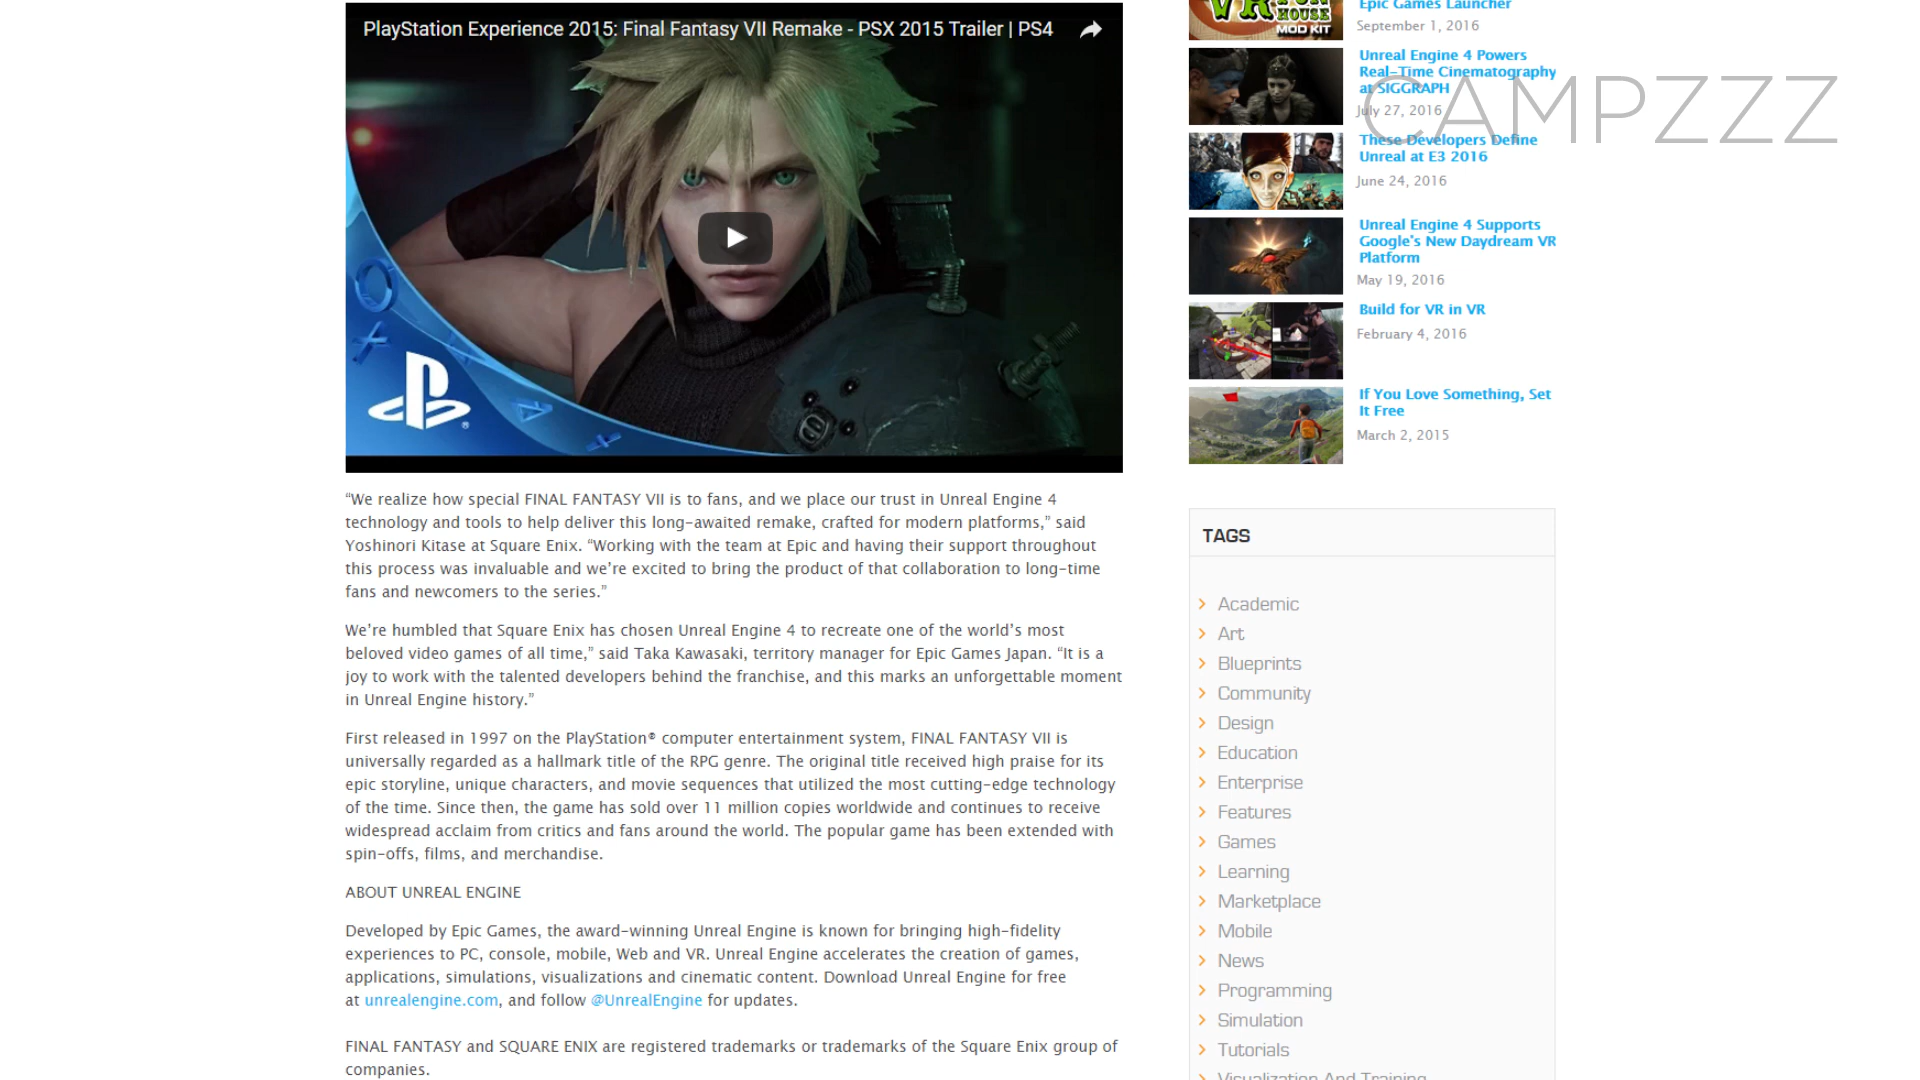 PlayStation Experience 2015: Final Fantasy VII Remake - PSX 2015 Trailer | PS4
“We realize how special FINAL FANTASY VII is to fans, and we place our trust in Unreal Engine 4
technology and tools to help deliver this long-awaited remake, crafted for modern platforms,” said
Yoshinori Kitase at Square Enix. “Working with the team at Epic and having their support throughout
this process was invaluable and we’re excited to bring the product of that collaboration to long-time
fans and newcomers to the series.”
We’re humbled that Square Enix has chosen Unreal Engine 4 to recreate one of the world’s most
beloved video games of all time,” said Taka Kawasaki, territory manager for Epic Games Japan. “It is a
joy to work with the talented developers behind the franchise, and this marks an unforgettable moment
in Unreal Engine history.”
First released in 1997 on the PlayStation® computer entertainment system, FINAL FANTASY VII is
universally regarded as a hallmark title of the RPG genre. The original title received high praise for its
epic storyline, unique characters, and movie sequences that utilized the most cutting-edge technology
of the time. Since then, the game has sold over 11 million copies worldwide and continues to receive
widespread acclaim from critics and fans around the world. The popular game has been extended with
spin-offs, films, and merchandise.
ABOUT UNREAL ENGINE
Developed by Epic Games, the award-winning Unreal Engine is known for bringing high-fidelity
experiences to PC, console, mobile, Web and VR. Unreal Engine accelerates the creation of games,
applications, simulations, visualizations and cinematic content. Download Unreal Engine for free
at unrealengine.com, and follow @UnrealEngine for updates.
FINAL FANTASY and SQUARE ENIX are registered trademarks or trademarks of the Square Enix group of
companies.
VR FUN
HOUSE
MOD KIT
Epic Games Launcher
September 1, 2016
Unreal Engine 4 Powers
Real-Time Cinematography
at SIGGRAPH
July 27, 2016
CAMPZZZ
These Developers Define
Unreal at E3 2016
June 24, 2016
Unreal Engine 4 Supports
Google's New Daydream VR
Platform
May 19, 2016
Build for VR in VR
February 4, 2016
If You Love Something, Set
It Free
March 2, 2015
TAGS
Academic
Art
Blueprints
Community
Design
Education
Enterprise
Features
Games
Learning
Marketplace
Mobile
News
Programming
Simulation
Tutorials
Visualization And Training